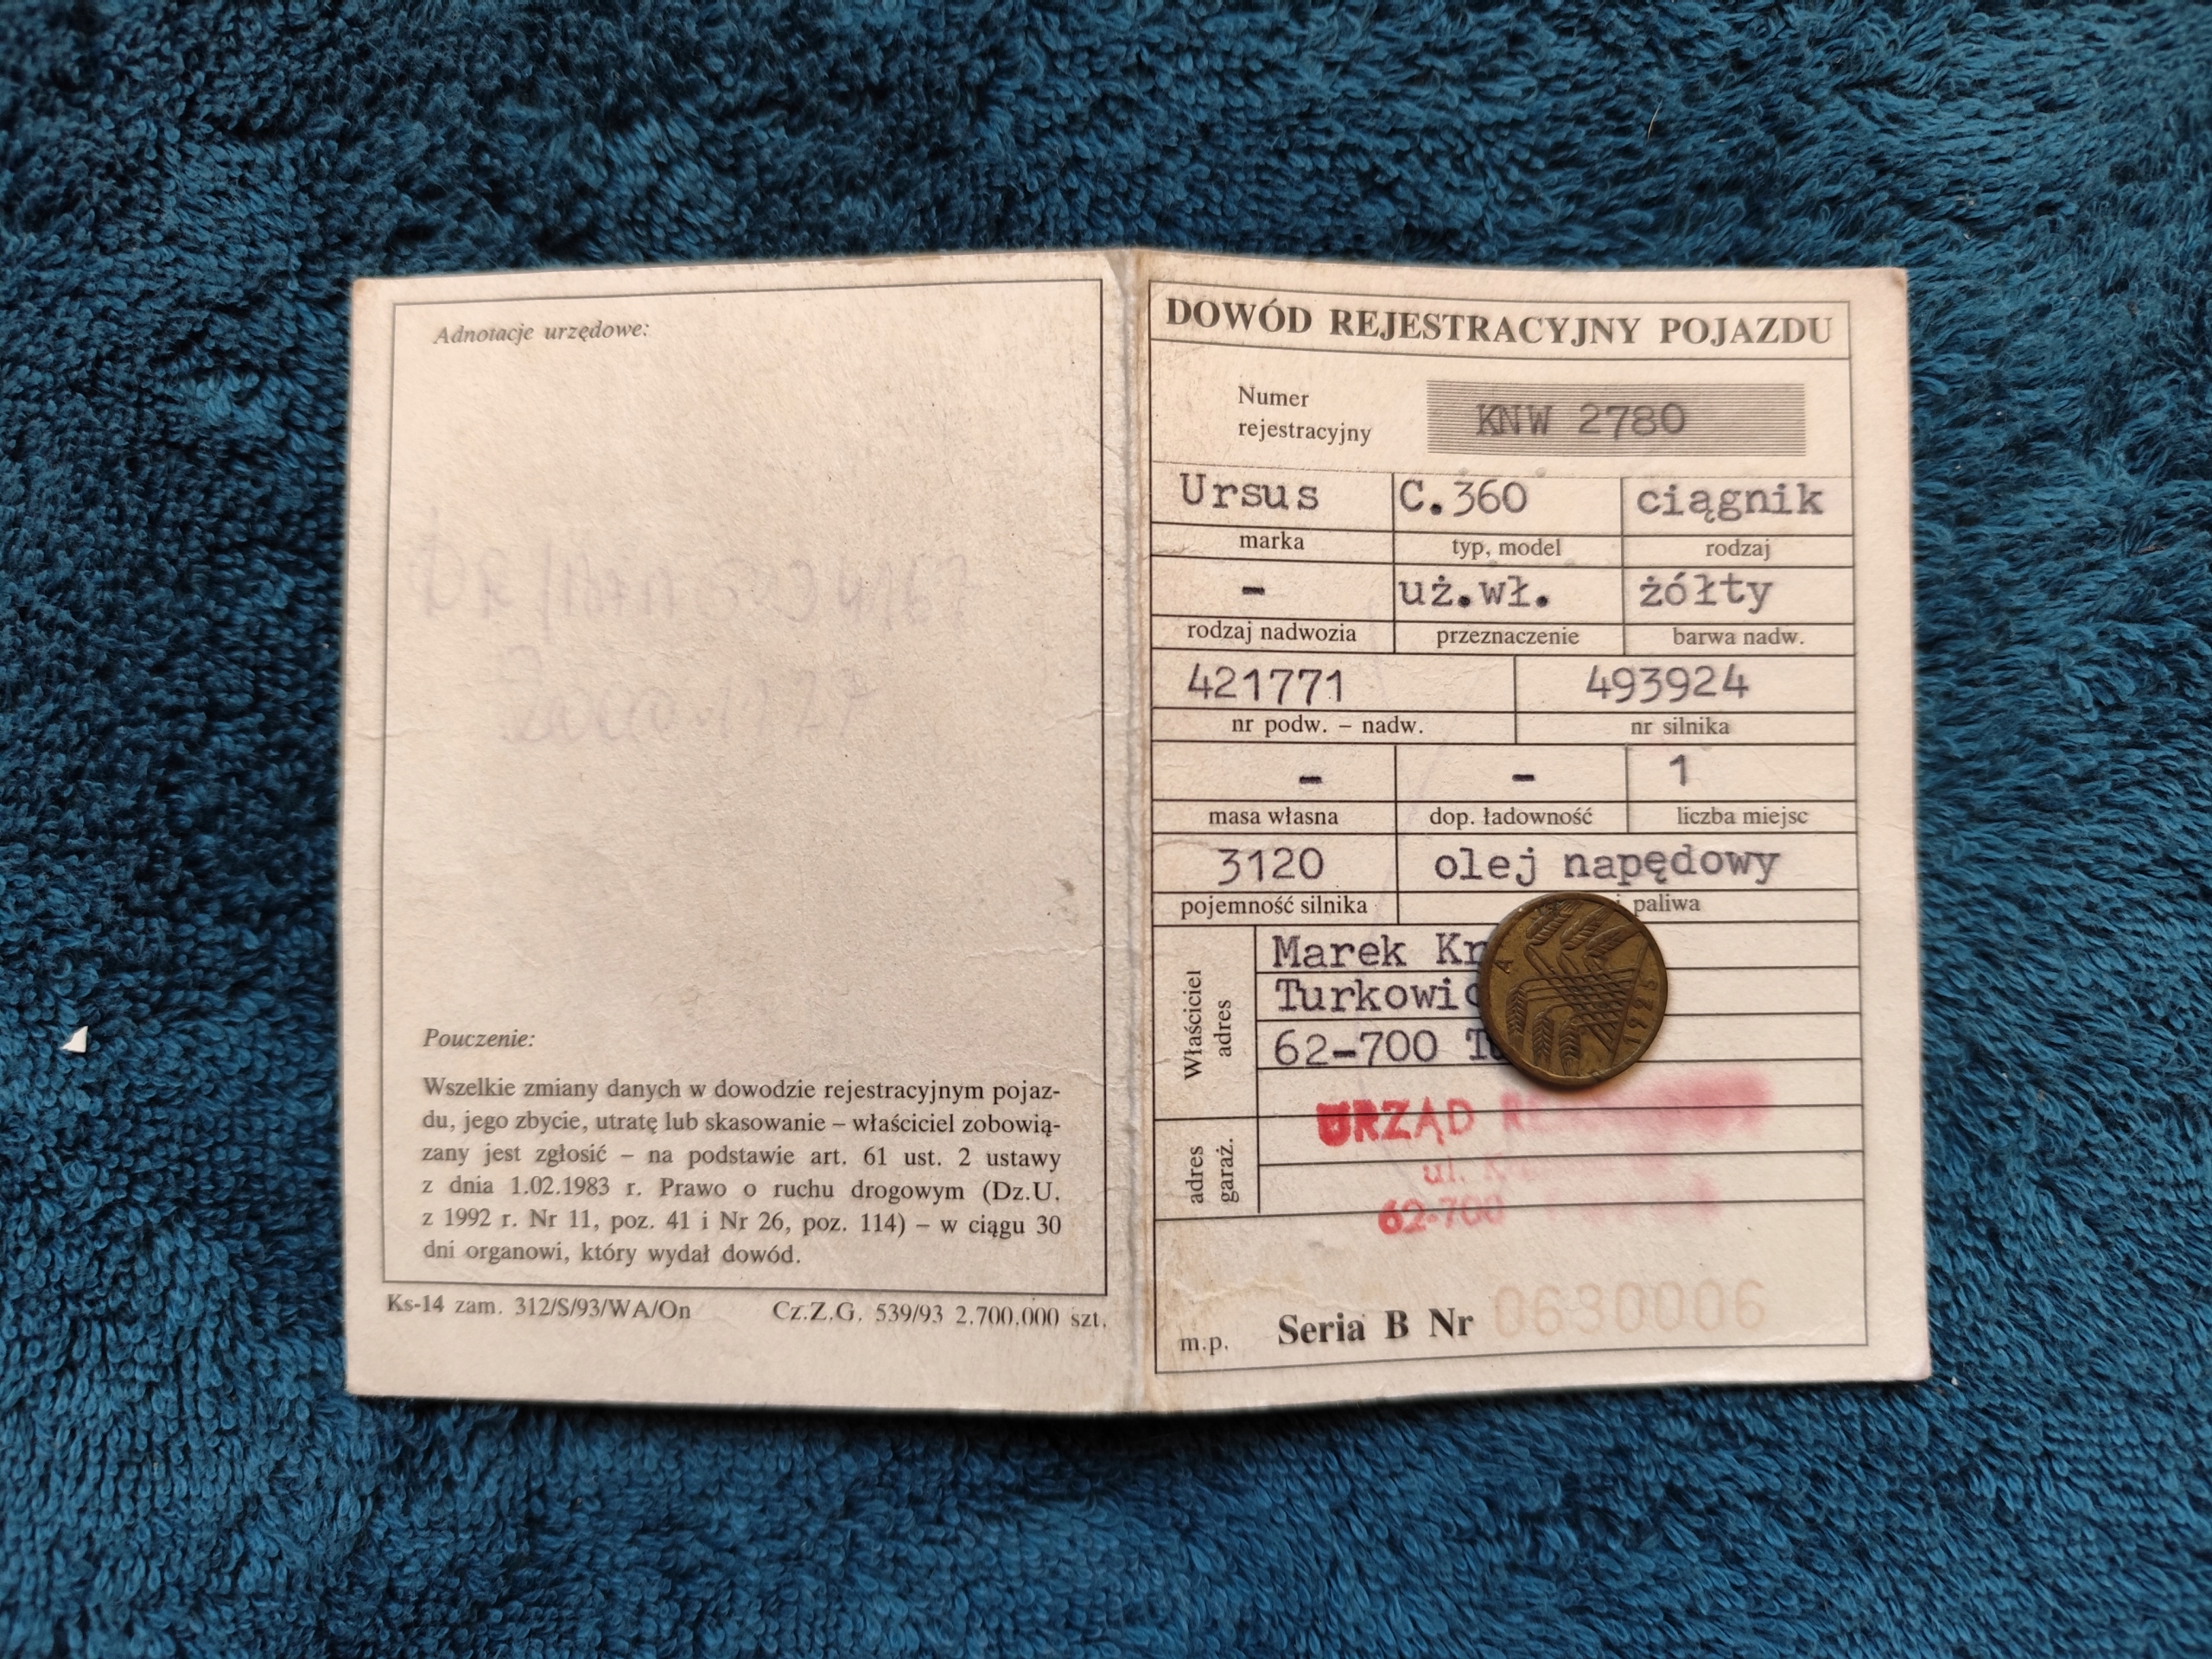 Adnotacje urzędowe:
Pouczenie:
Wszelkie zmiany danych w dowodzie rejestracyjnym pojaz-
du, jego zbycie, utratę lub skasowanie – właściciel zobowią-
zany jest zgłosić – na podstawie art. 61 ust. 2 ustawy
z dnia 1.02.1983 r. Prawo o ruchu drogowym (Dz.U.
z 1992 r. Nr 11, poz. 41 i Nr 26, poz. 114) – w ciągu 30
dni organowi, który wydał dowód.
Ks-14 zam. 312/S/93/WA/On Cz.Z.G. 539/93 2.700.000 szt.
DOWÓD REJESTRACYJNY POJAZDU
Numer
rejestracyjny
KNW 2780
Ursus C.360 ciągnik
marka typ, model rodzaj
– uż.wł. żółty
rodzaj nadwozia przeznaczenie barwa nadw.
421771 493924
nr podw. – nadw. nr silnika
– – 1
masa własna dop. ładowność liczba miejsc
3120 olej napędowy
pojemność silnika paliwa
Właściciel
adres
Marek
62-700
1925
URZĄD
adres
garaż.
ul.
62-700
m.p. Seria B Nr 0630006